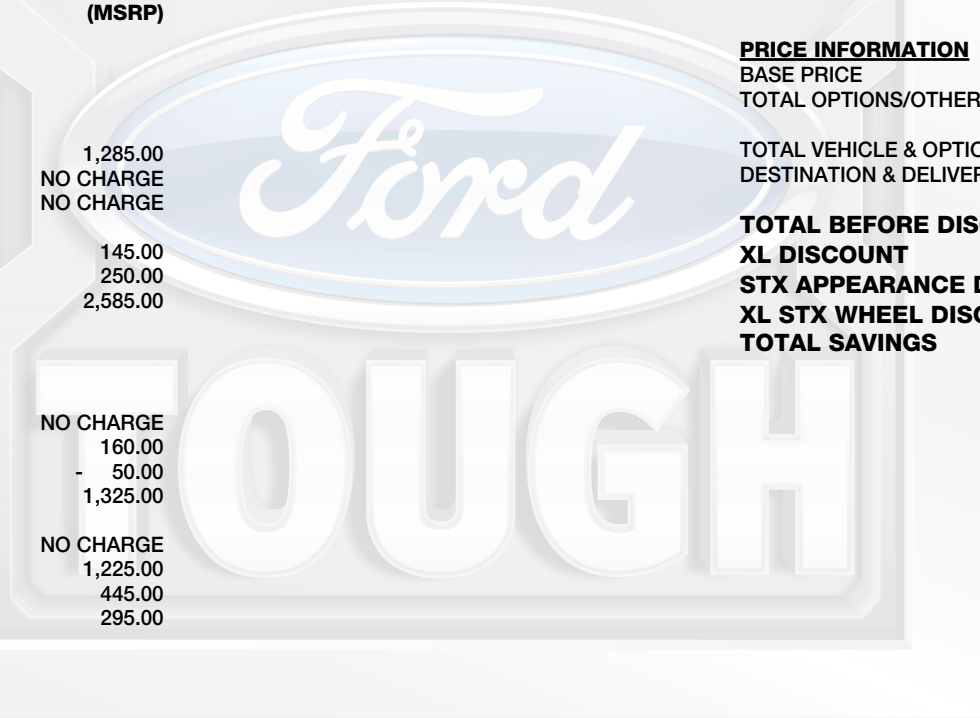 (MSRP)
1,285.00
NO CHARGE
NO CHARGE
145.00
250.00
2,585.00
NO CHARGE
160.00
- 50.00
1,325.00
NO CHARGE
1,225.00
445.00
295.00
Ford
TOUGH
PRICE INFORMATION
BASE PRICE
TOTAL OPTIONS/OTHER
TOTAL VEHICLE & OPTIO
DESTINATION & DELIVER
TOTAL BEFORE DISC
XL DISCOUNT
STX APPEARANCE D
XL STX WHEEL DISC
TOTAL SAVINGS